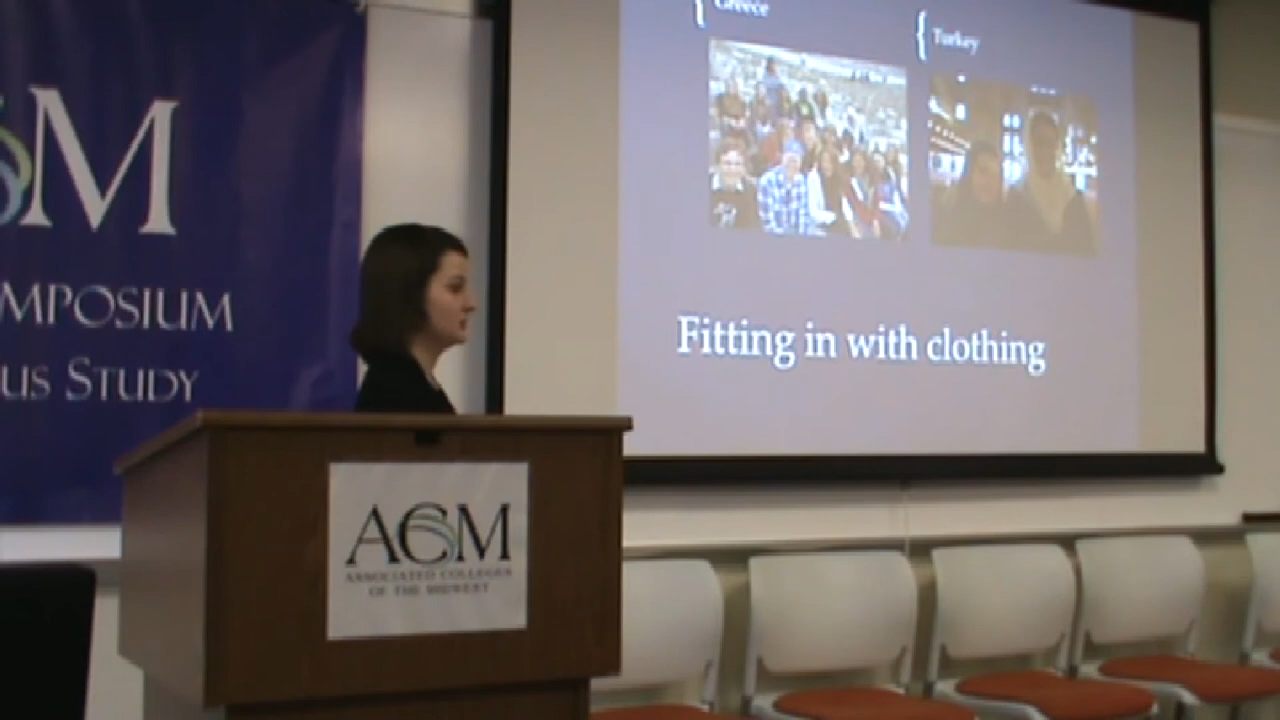 M
MPOSIUM
US STUDY
{ Greece
{ Turkey
Fitting in with clothing
ACM
ASSOCIATED COLLEGES
OF THE MIDWEST